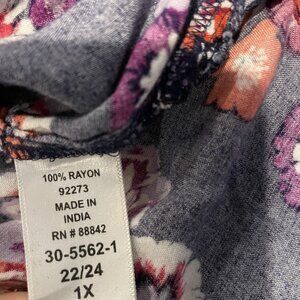 100% RAYON
92273
MADE IN
INDIA
RN # 88842
30-5562-1
22/24
1X